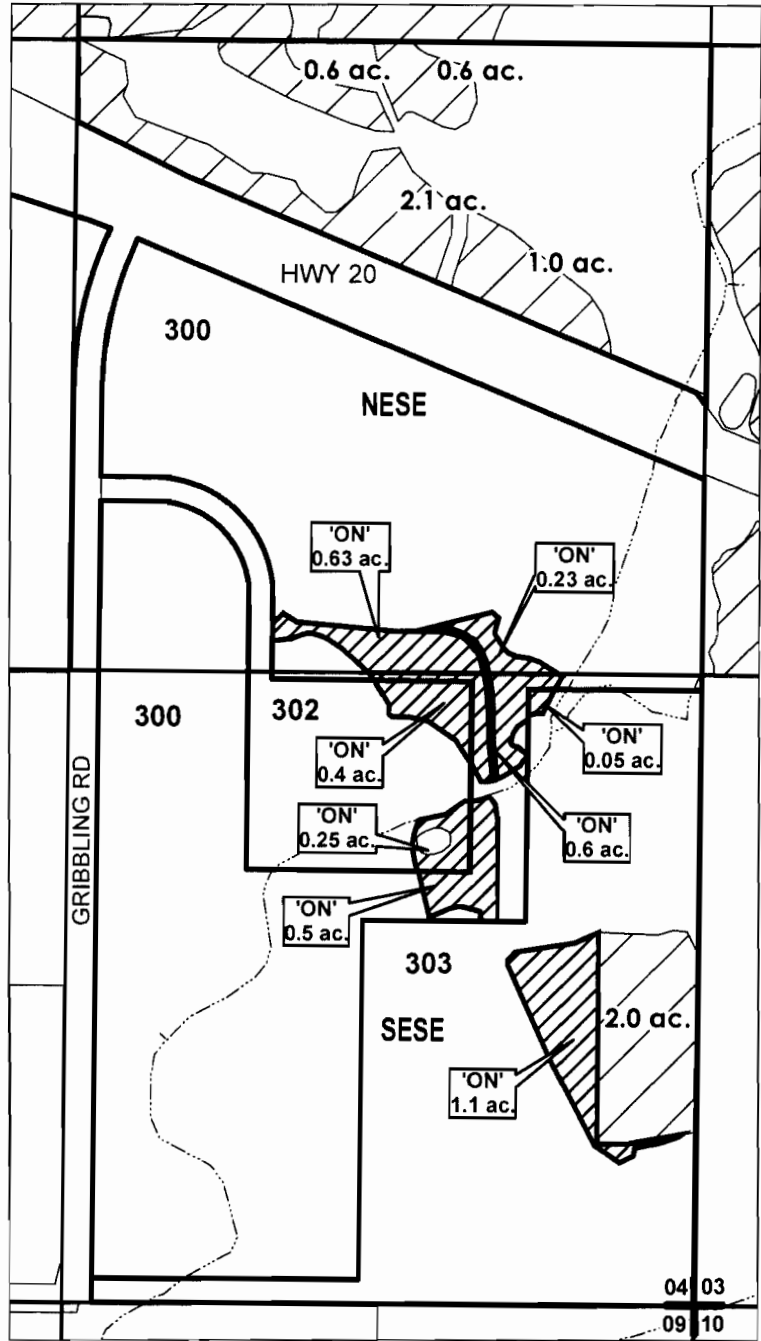 0.6 ac.
0.6 ac.
2.1 ac.
1.0 ac.
HWY 20
300
NESE
'ON'
0.63 ac.
'ON'
0.23 ac.
300
302
'ON'
0.4 ac.
'ON'
0.05 ac.
'ON'
0.25 ac.
'ON'
0.6 ac.
GRIBBLING RD
'ON'
0.5 ac.
303
SESE
2.0 ac.
'ON'
1.1 ac.
04 03
09 10